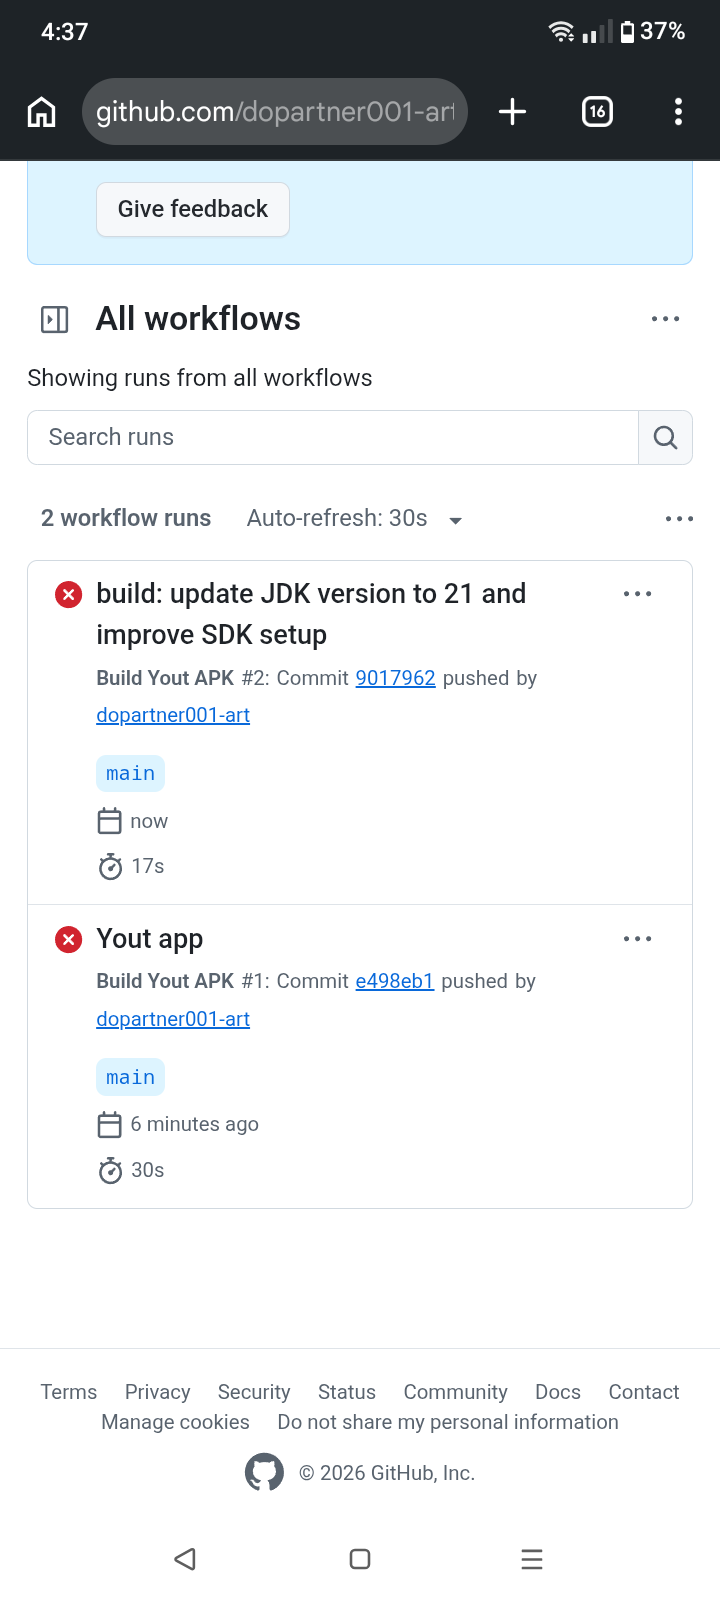 4:37
37%
github.com/dopartner001-art
16
Give feedback
All workflows
Showing runs from all workflows
Search runs
2 workflow runs Auto-refresh: 30s
build: update JDK version to 21 and
improve SDK setup
Build Yout APK #2: Commit 9017962 pushed by
dopartner001-art
main
now
17s
Yout app
Build Yout APK #1: Commit e498eb1 pushed by
dopartner001-art
main
6 minutes ago
30s
Terms Privacy Security Status Community Docs Contact
Manage cookies Do not share my personal information
© 2026 GitHub, Inc.